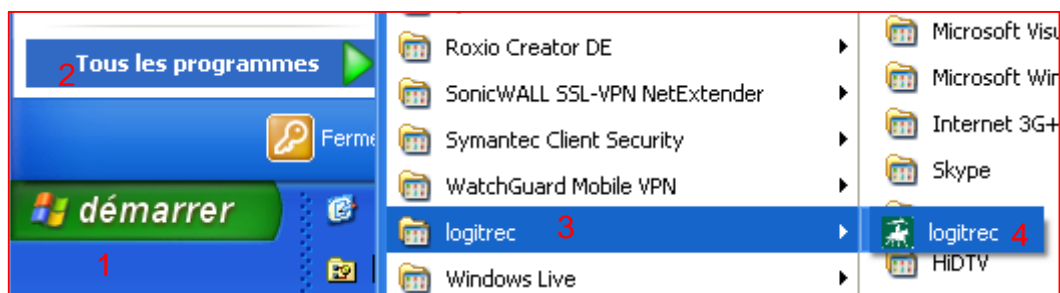 2 Tous les programmes
Ferme
démarrer
1
Roxio Creator DE
SonicWALL SSL-VPN NetExtender
Symantec Client Security
WatchGuard Mobile VPN
logitrec 3
Windows Live
Microsoft Visu
Microsoft Win
Internet 3G+
Skype
logitrec 4
HiDTV